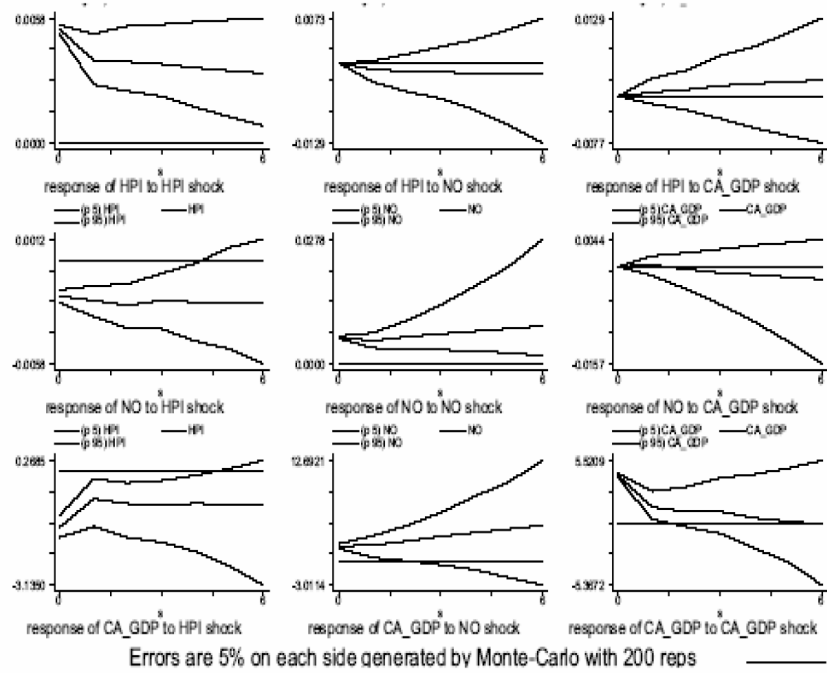 0.0058
0.0073
0.0129
0.0000
-0.0129
-0.0077
0 s 6
0 s 6
0 s 6
response of HPI to HPI shock
response of HPI to NO shock
response of HPI to CA_GDP shock
(p 5) HPI HPI
(p 95) HPI
(p 5) NO NO
(p 95) NO
(p 5) CA_GDP CA_GDP
(p 95) CA_GDP
0.0012
0.0278
0.0044
-0.0058
0.0000
-0.0157
0 s 6
0 s 6
0 s 6
response of NO to HPI shock
response of NO to NO shock
response of NO to CA_GDP shock
(p 5) HPI HPI
(p 95) HPI
(p 5) NO NO
(p 95) NO
(p 5) CA_GDP CA_GDP
(p 95) CA_GDP
0.2685
12.6921
5.5209
-3.1350
-3.0114
-5.3672
0 s 6
0 s 6
0 s 6
response of CA_GDP to HPI shock
response of CA_GDP to NO shock
response of CA_GDP to CA_GDP shock
Errors are 5% on each side generated by Monte-Carlo with 200 reps